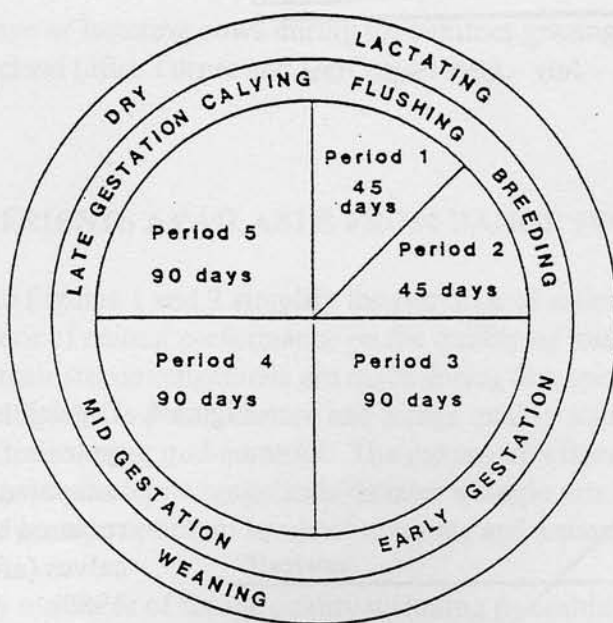 DRY
LACTATING
LATE GESTATION
CALVING
FLUSHING
BREEDING
Period 1
45
days
Period 2
45 days
Period 5
90 days
Period 4
90 days
Period 3
90 days
MID GESTATION
EARLY GESTATION
WEANING